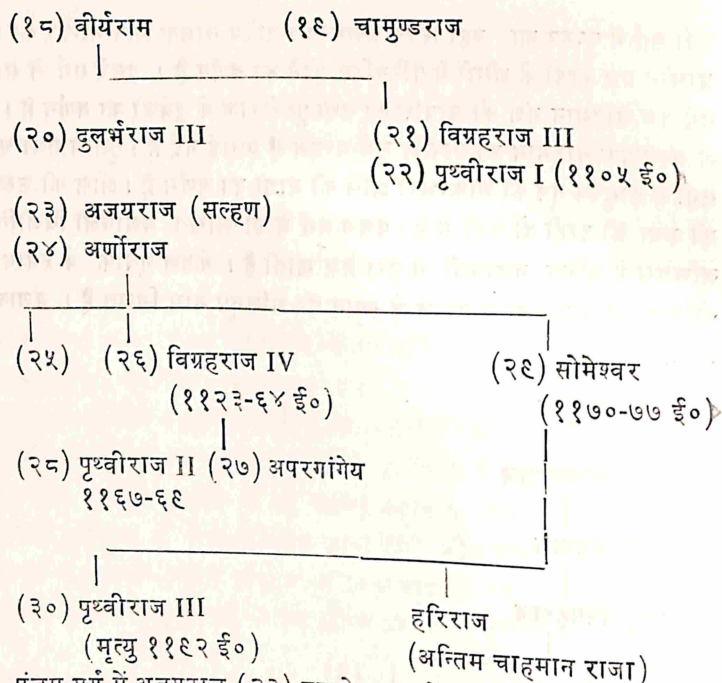 (१८) वीर्यराम (१९) चामुण्डराज
(२०) दुलर्भराज III (२१) विग्रहराज III
(२२) पृथ्वीराज I (११०५ ई०)
(२३) अजयराज (सल्हण)
(२४) अर्णोराज
(२५) (२६) विग्रहराज IV (२९) सोमेश्वर
(११२३-६४ ई०) (११७०-७७ ई०)
(२८) पृथ्वीराज II (२७) अपरगांगेय
११६७-६९
(३०) पृथ्वीराज III हरिराज
(मृत्यु ११९२ ई०) (अन्तिम चाहमान राजा)